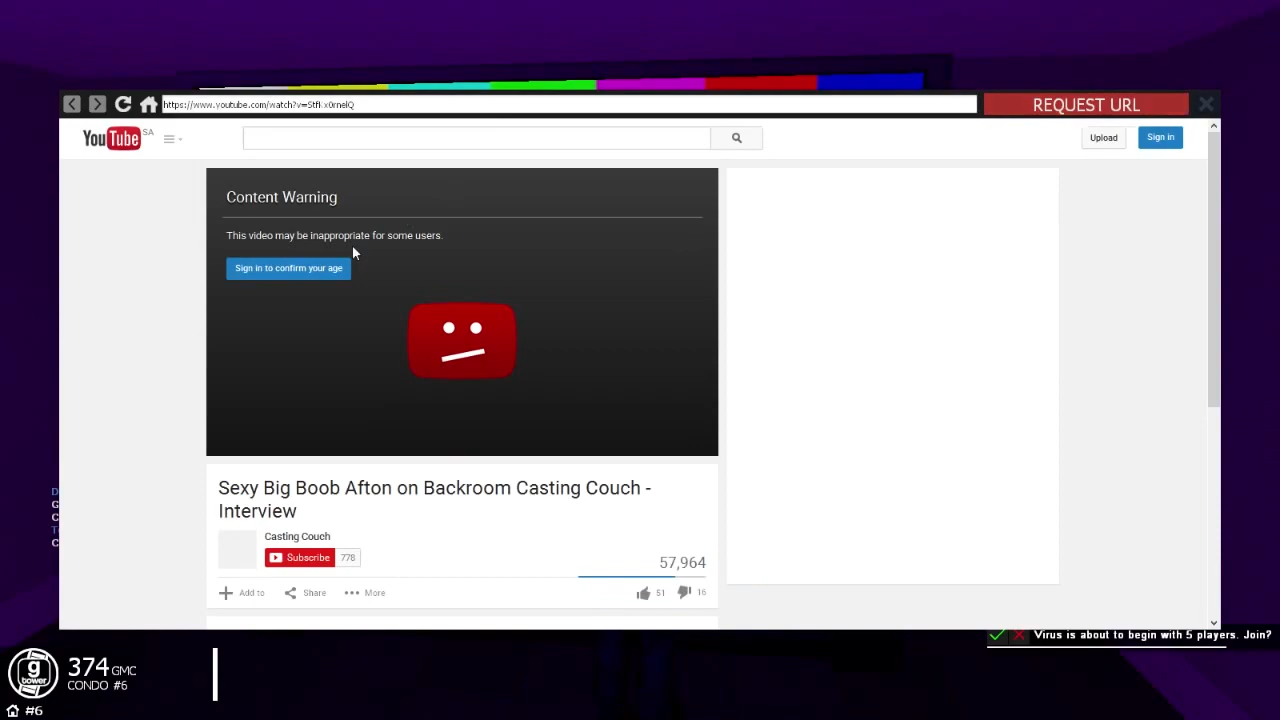 https://www.youtube.com/watch?v=
REQUEST URL
YouTube SA
Upload
Sign in
Content Warning
This video may be inappropriate for some users.
Sign in to confirm your age
Sexy Big Boob Afton on Backroom Casting Couch -
Interview
Casting Couch
Subscribe 778
57,964
Add to
Share
More
51
16
D
G
C
T
C
Virus is about to begin with 5 players. Join?
g tower
374 GMC
CONDO #6
#6